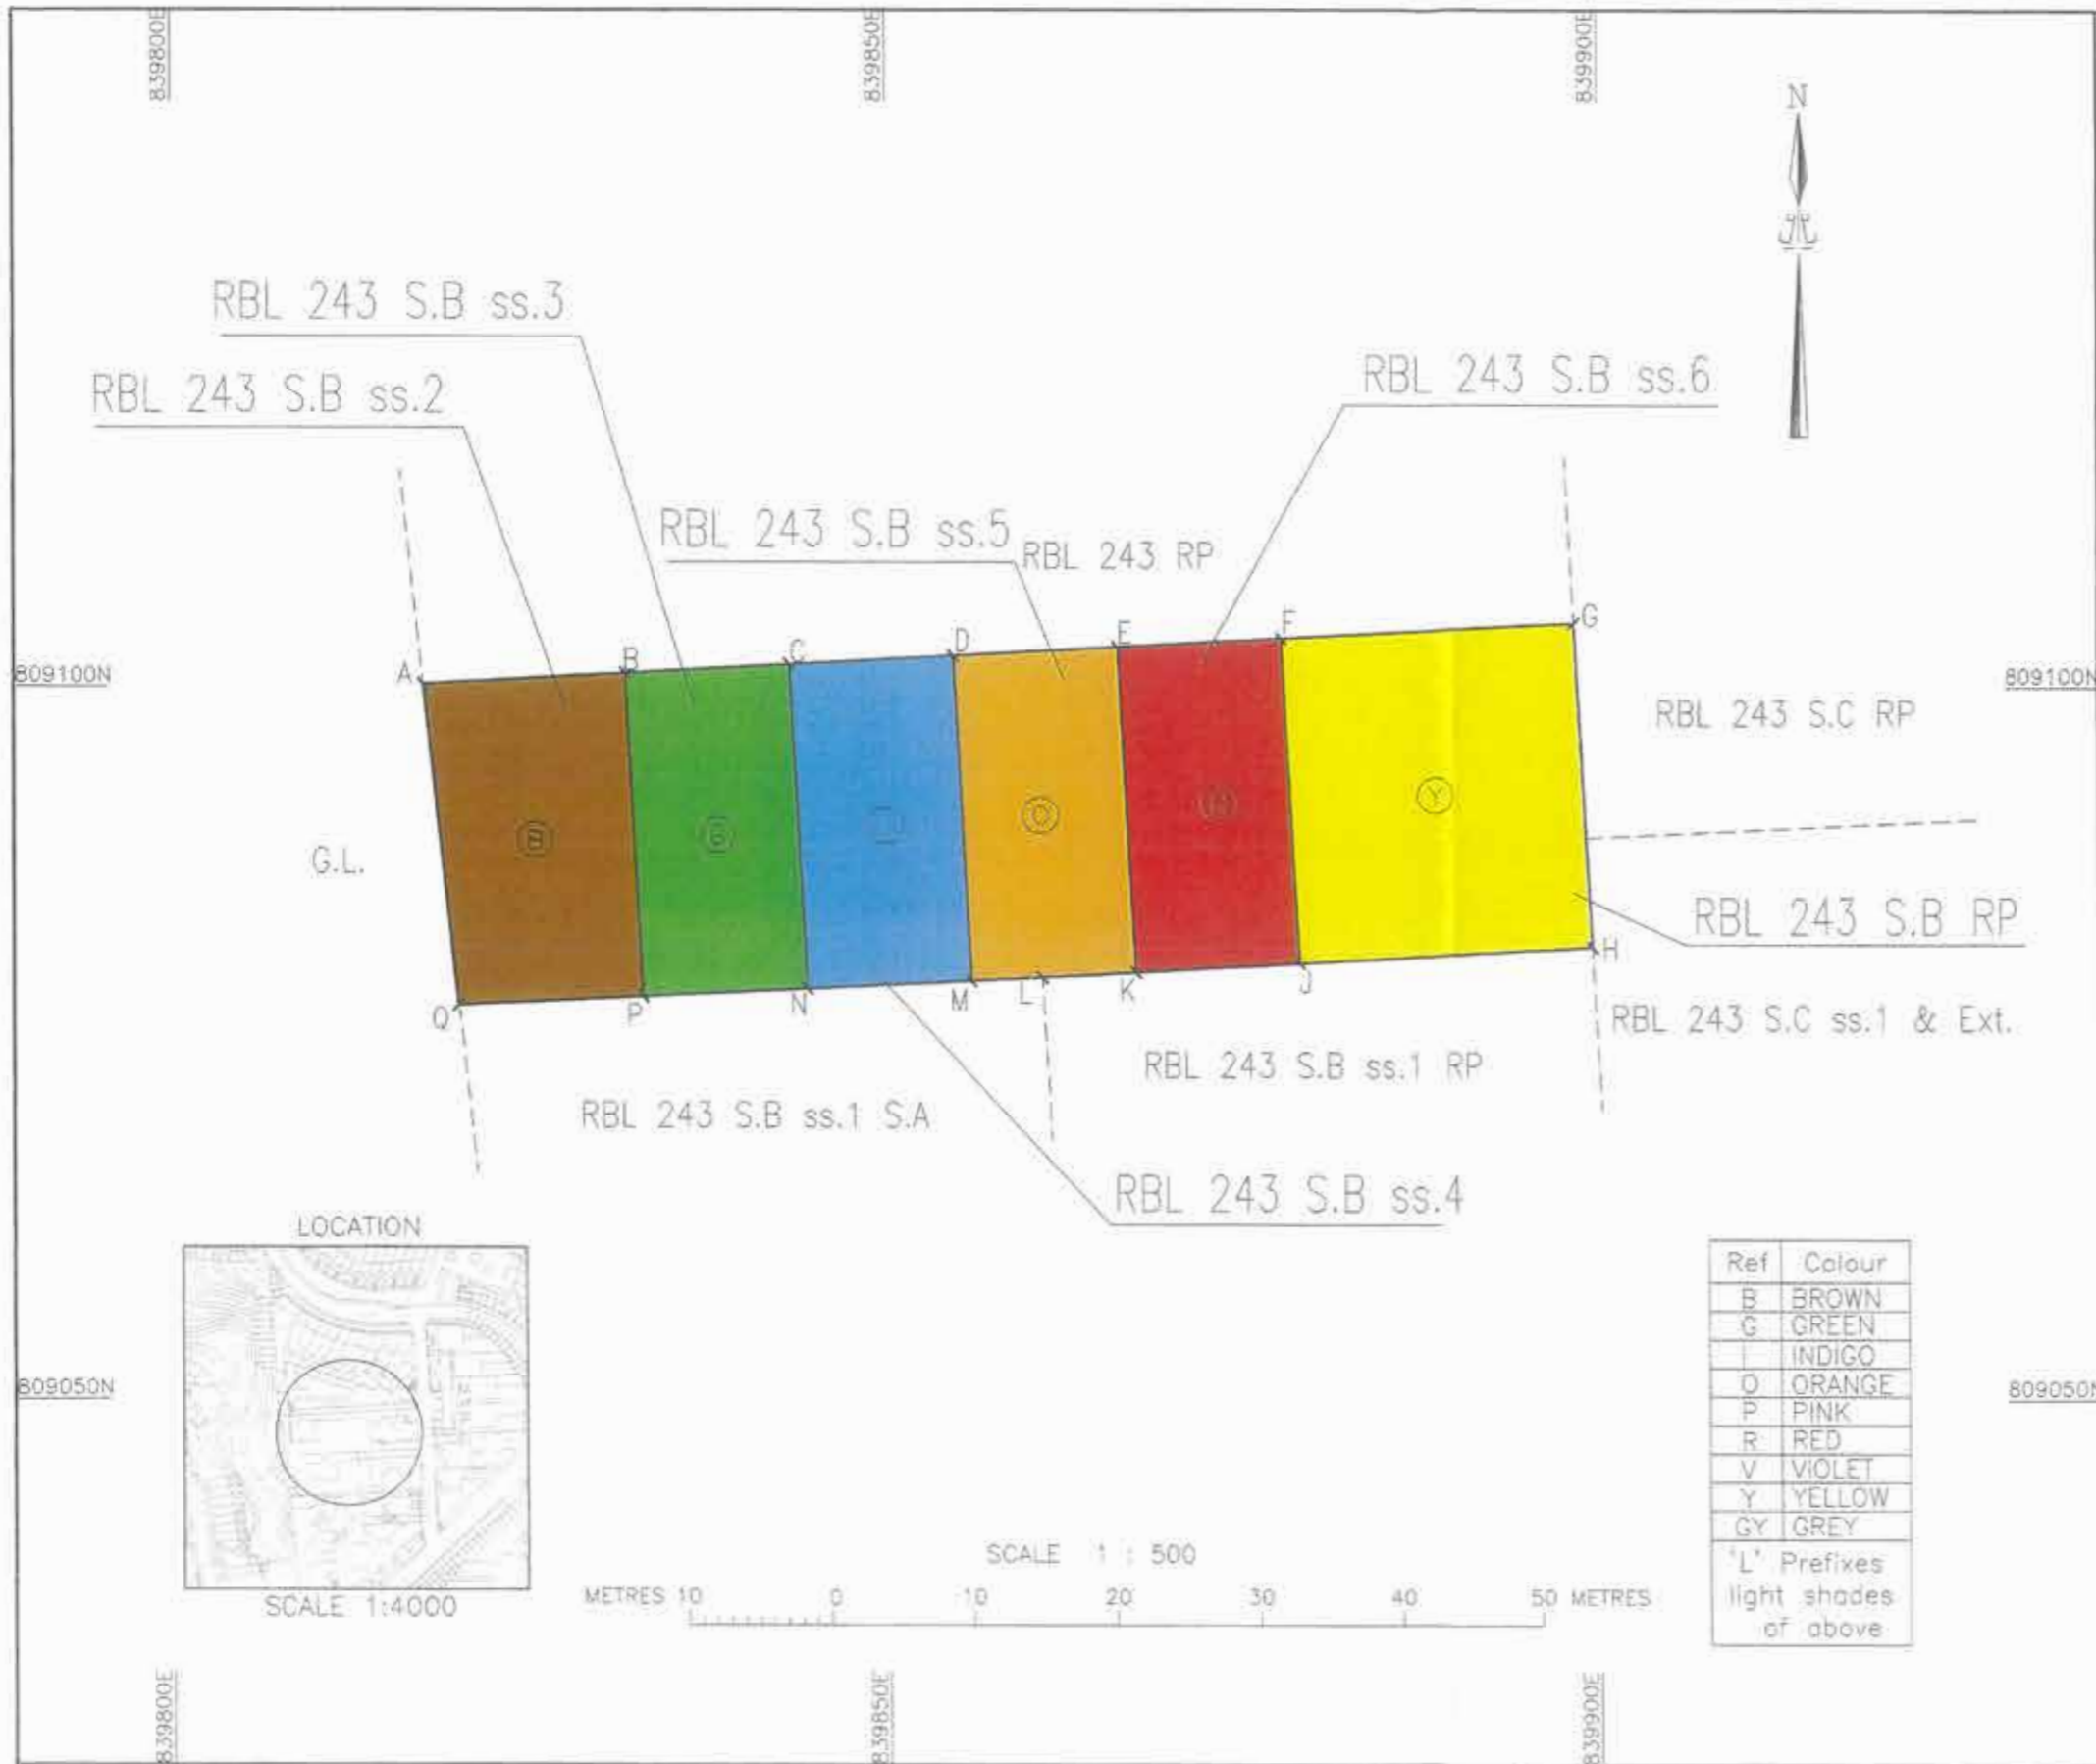 839800E
839850E
839900E
N
RBL 243 S.B ss.3
RBL 243 S.B ss.6
RBL 243 S.B ss.2
RBL 243 S.B ss.5
RBL 243 RP
A
B
C
D
E
F
G
809100N
809100N
RBL 243 S.C RP
B
G
O
Y
G.L.
RBL 243 S.B RP
Q
P
N
M
L
K
J
H
RBL 243 S.C ss.1 & Ext.
RBL 243 S.B ss.1 RP
RBL 243 S.B ss.1 S.A
RBL 243 S.B ss.4
LOCATION
SCALE 1:4000
809050N
809050N
Ref Colour
B BROWN
G GREEN
I INDIGO
O ORANGE
P PINK
R RED
V VIOLET
Y YELLOW
GY GREY
'L' Prefixes
light shades
of above
SCALE 1 : 500
METRES 10 0 10 20 30 40 50 METRES
839800E
839850E
839900E